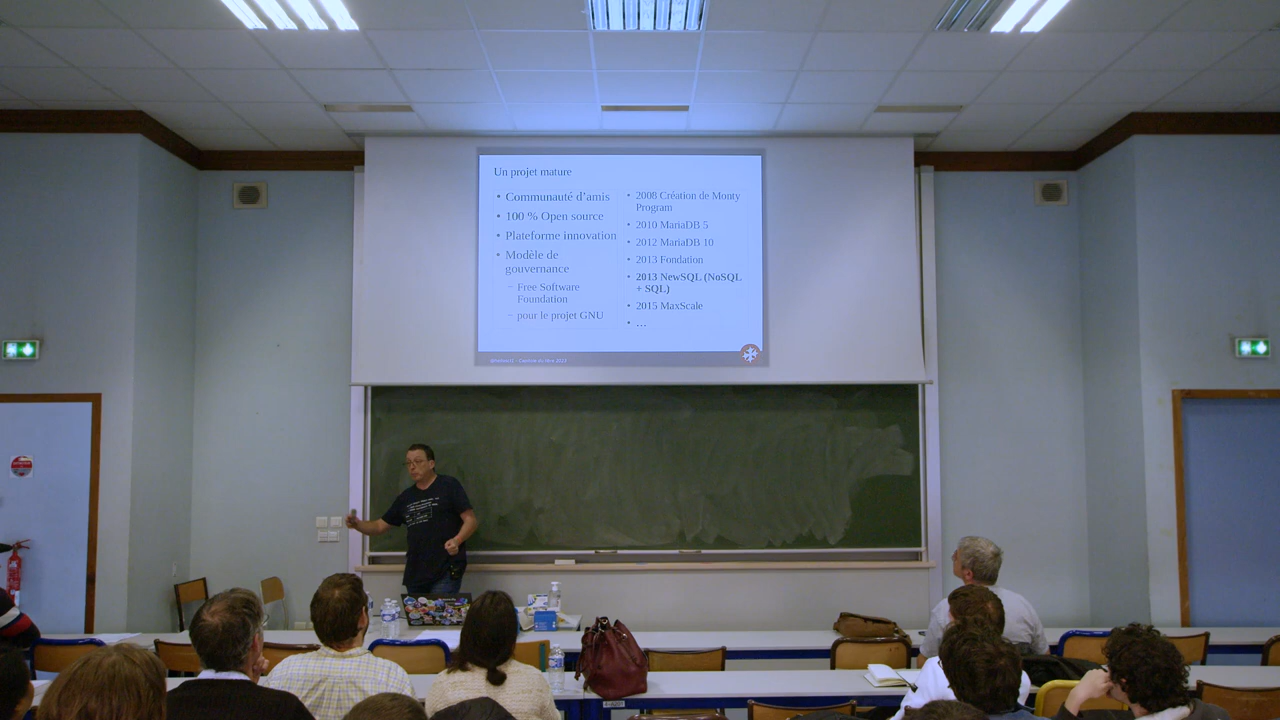 Un projet mature
• Communauté d'amis
• 100 % Open source
• Plateforme innovation
• Modèle de
gouvernance
– Free Software
Foundation
– pour le projet GNU
• 2008 Création de Monty
Program
• 2010 MariaDB 5
• 2012 MariaDB 10
• 2013 Fondation
• 2013 NewSQL (NoSQL
+ SQL)
• 2015 MaxScale
• …